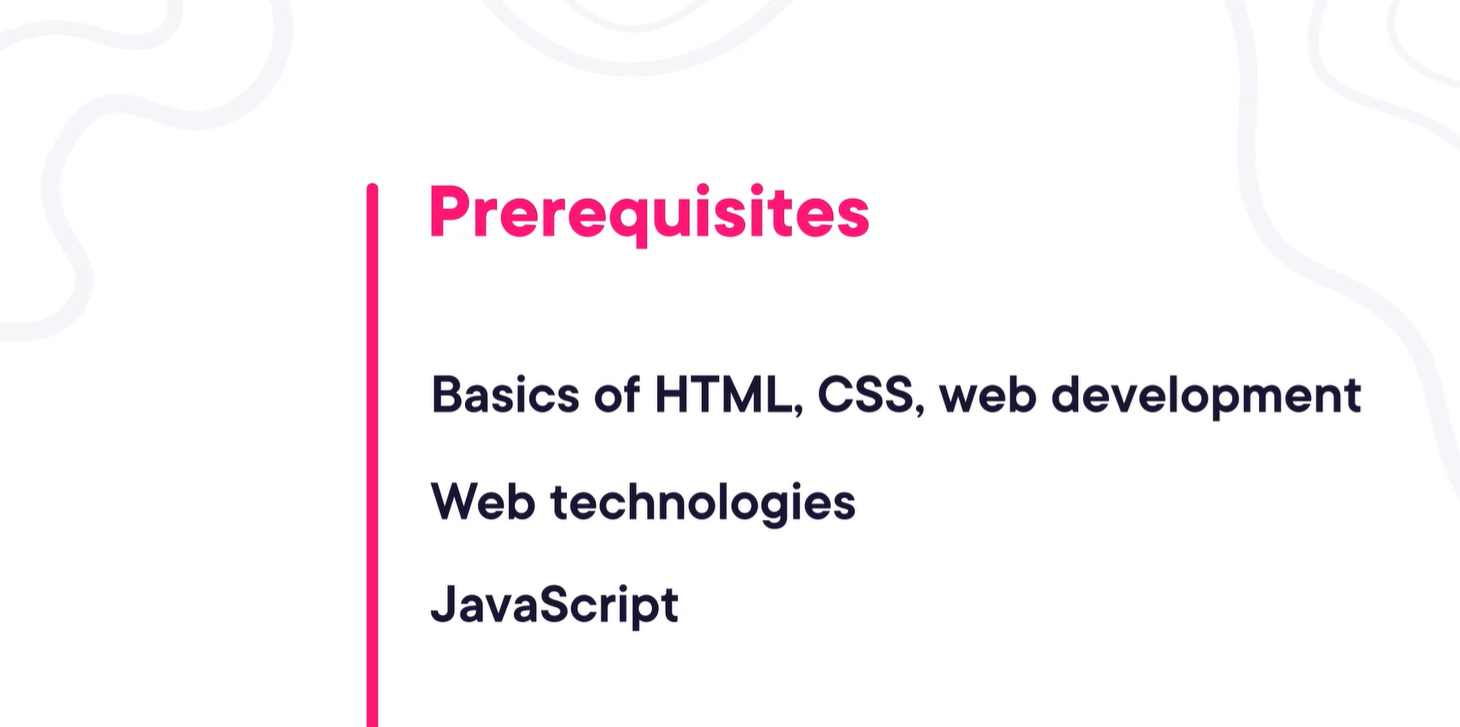 Prerequisites
Basics of HTML, CSS, web development
Web technologies
JavaScript